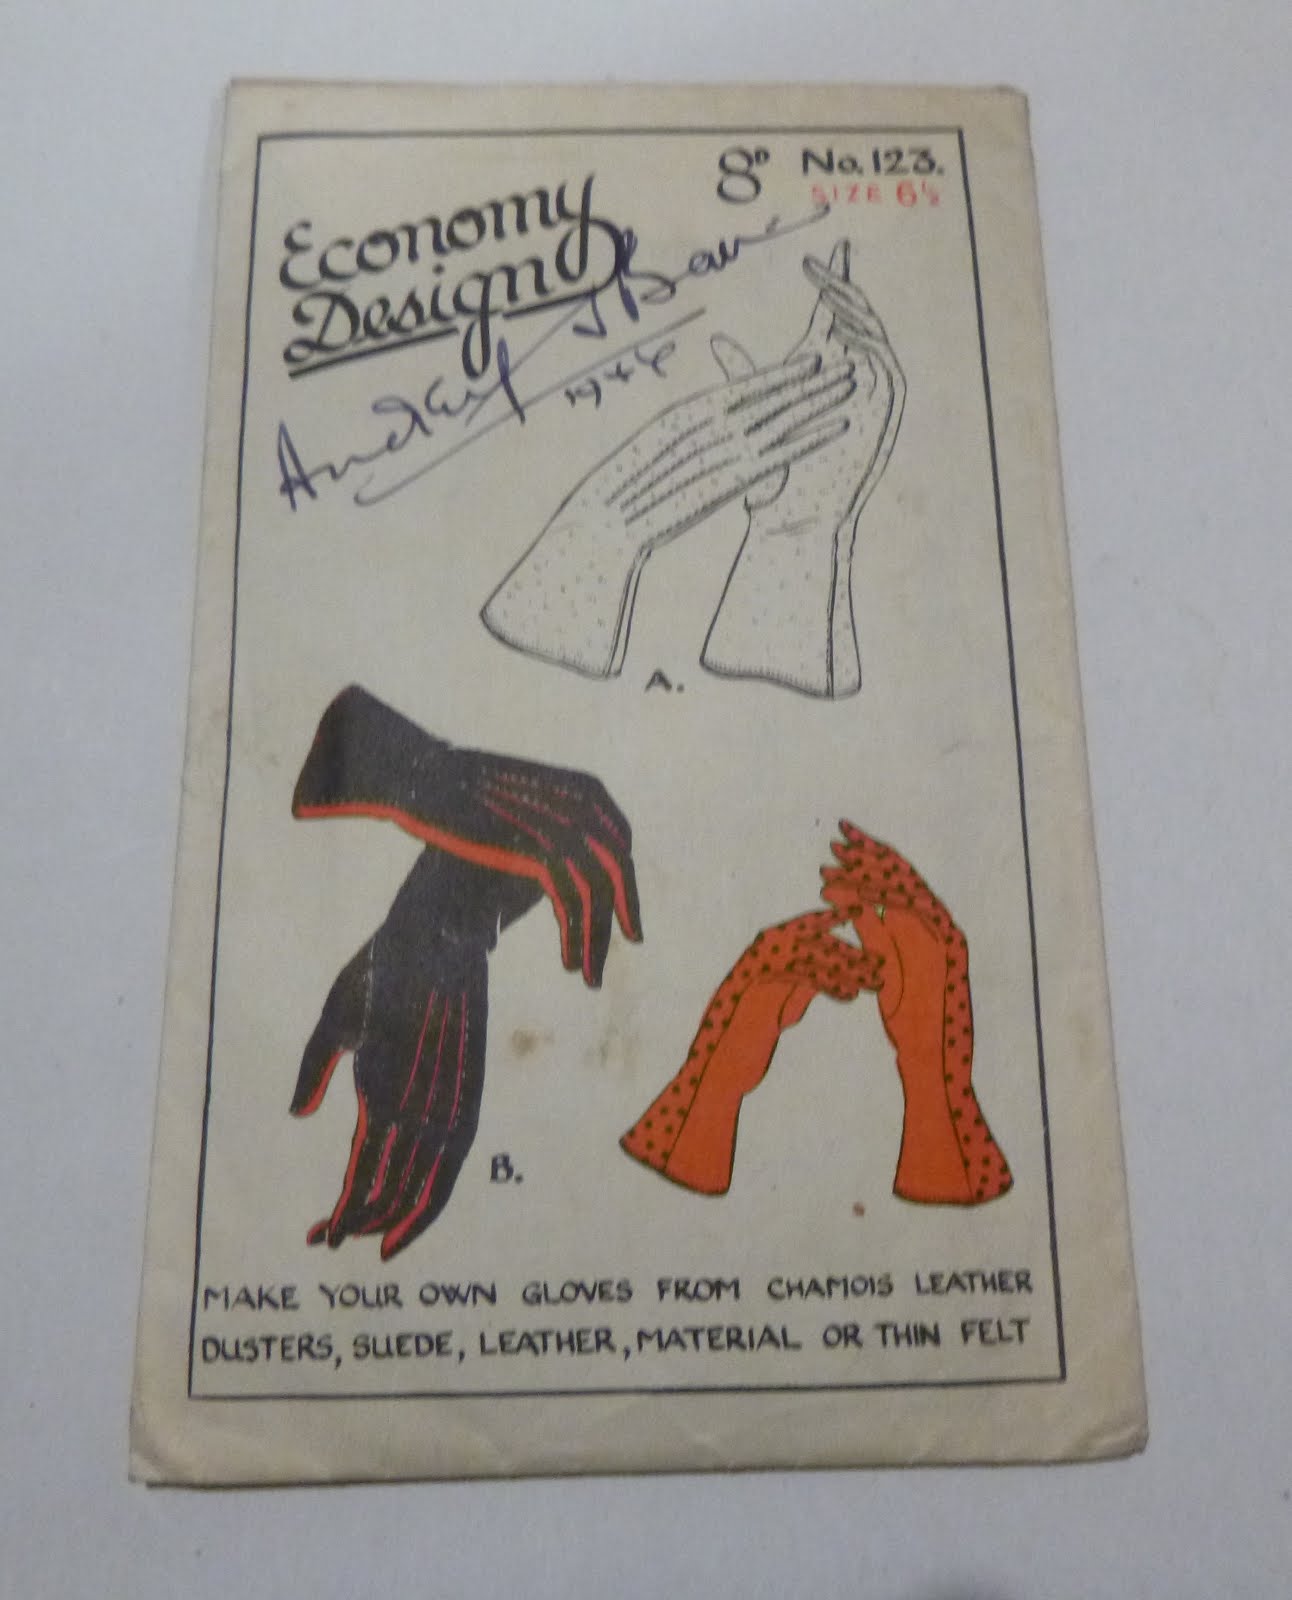 8D No. 123.
SIZE 6½
Economy
Design
1946
A.
B.
MAKE YOUR OWN GLOVES FROM CHAMOIS LEATHER
DUSTERS, SUEDE, LEATHER, MATERIAL OR THIN FELT